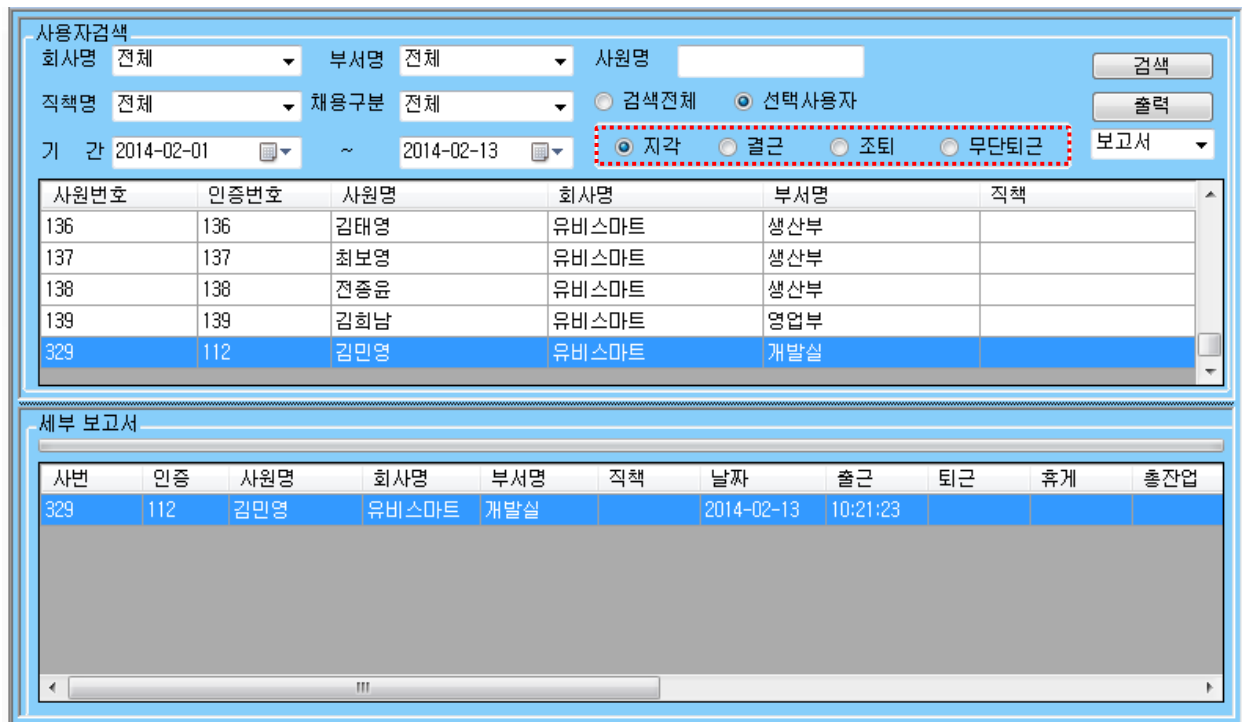 사용자검색
회사명 전체 부서명 전체 사원명 검색
직책명 전체 채용구분 전체 검색전체 선택사용자 출력
기 간 2014-02-01 ~ 2014-02-13 지각 결근 조퇴 무단퇴근 보고서
사원번호 인증번호 사원명 회사명 부서명 직책
136 136 김태영 유비스마트 생산부
137 137 최보영 유비스마트 생산부
138 138 전종윤 유비스마트 생산부
139 139 김희남 유비스마트 영업부
329 112 김민영 유비스마트 개발실
세부 보고서
사번 인증 사원명 회사명 부서명 직책 날짜 출근 퇴근 휴게 총잔업
329 112 김민영 유비스마트 개발실 2014-02-13 10:21:23